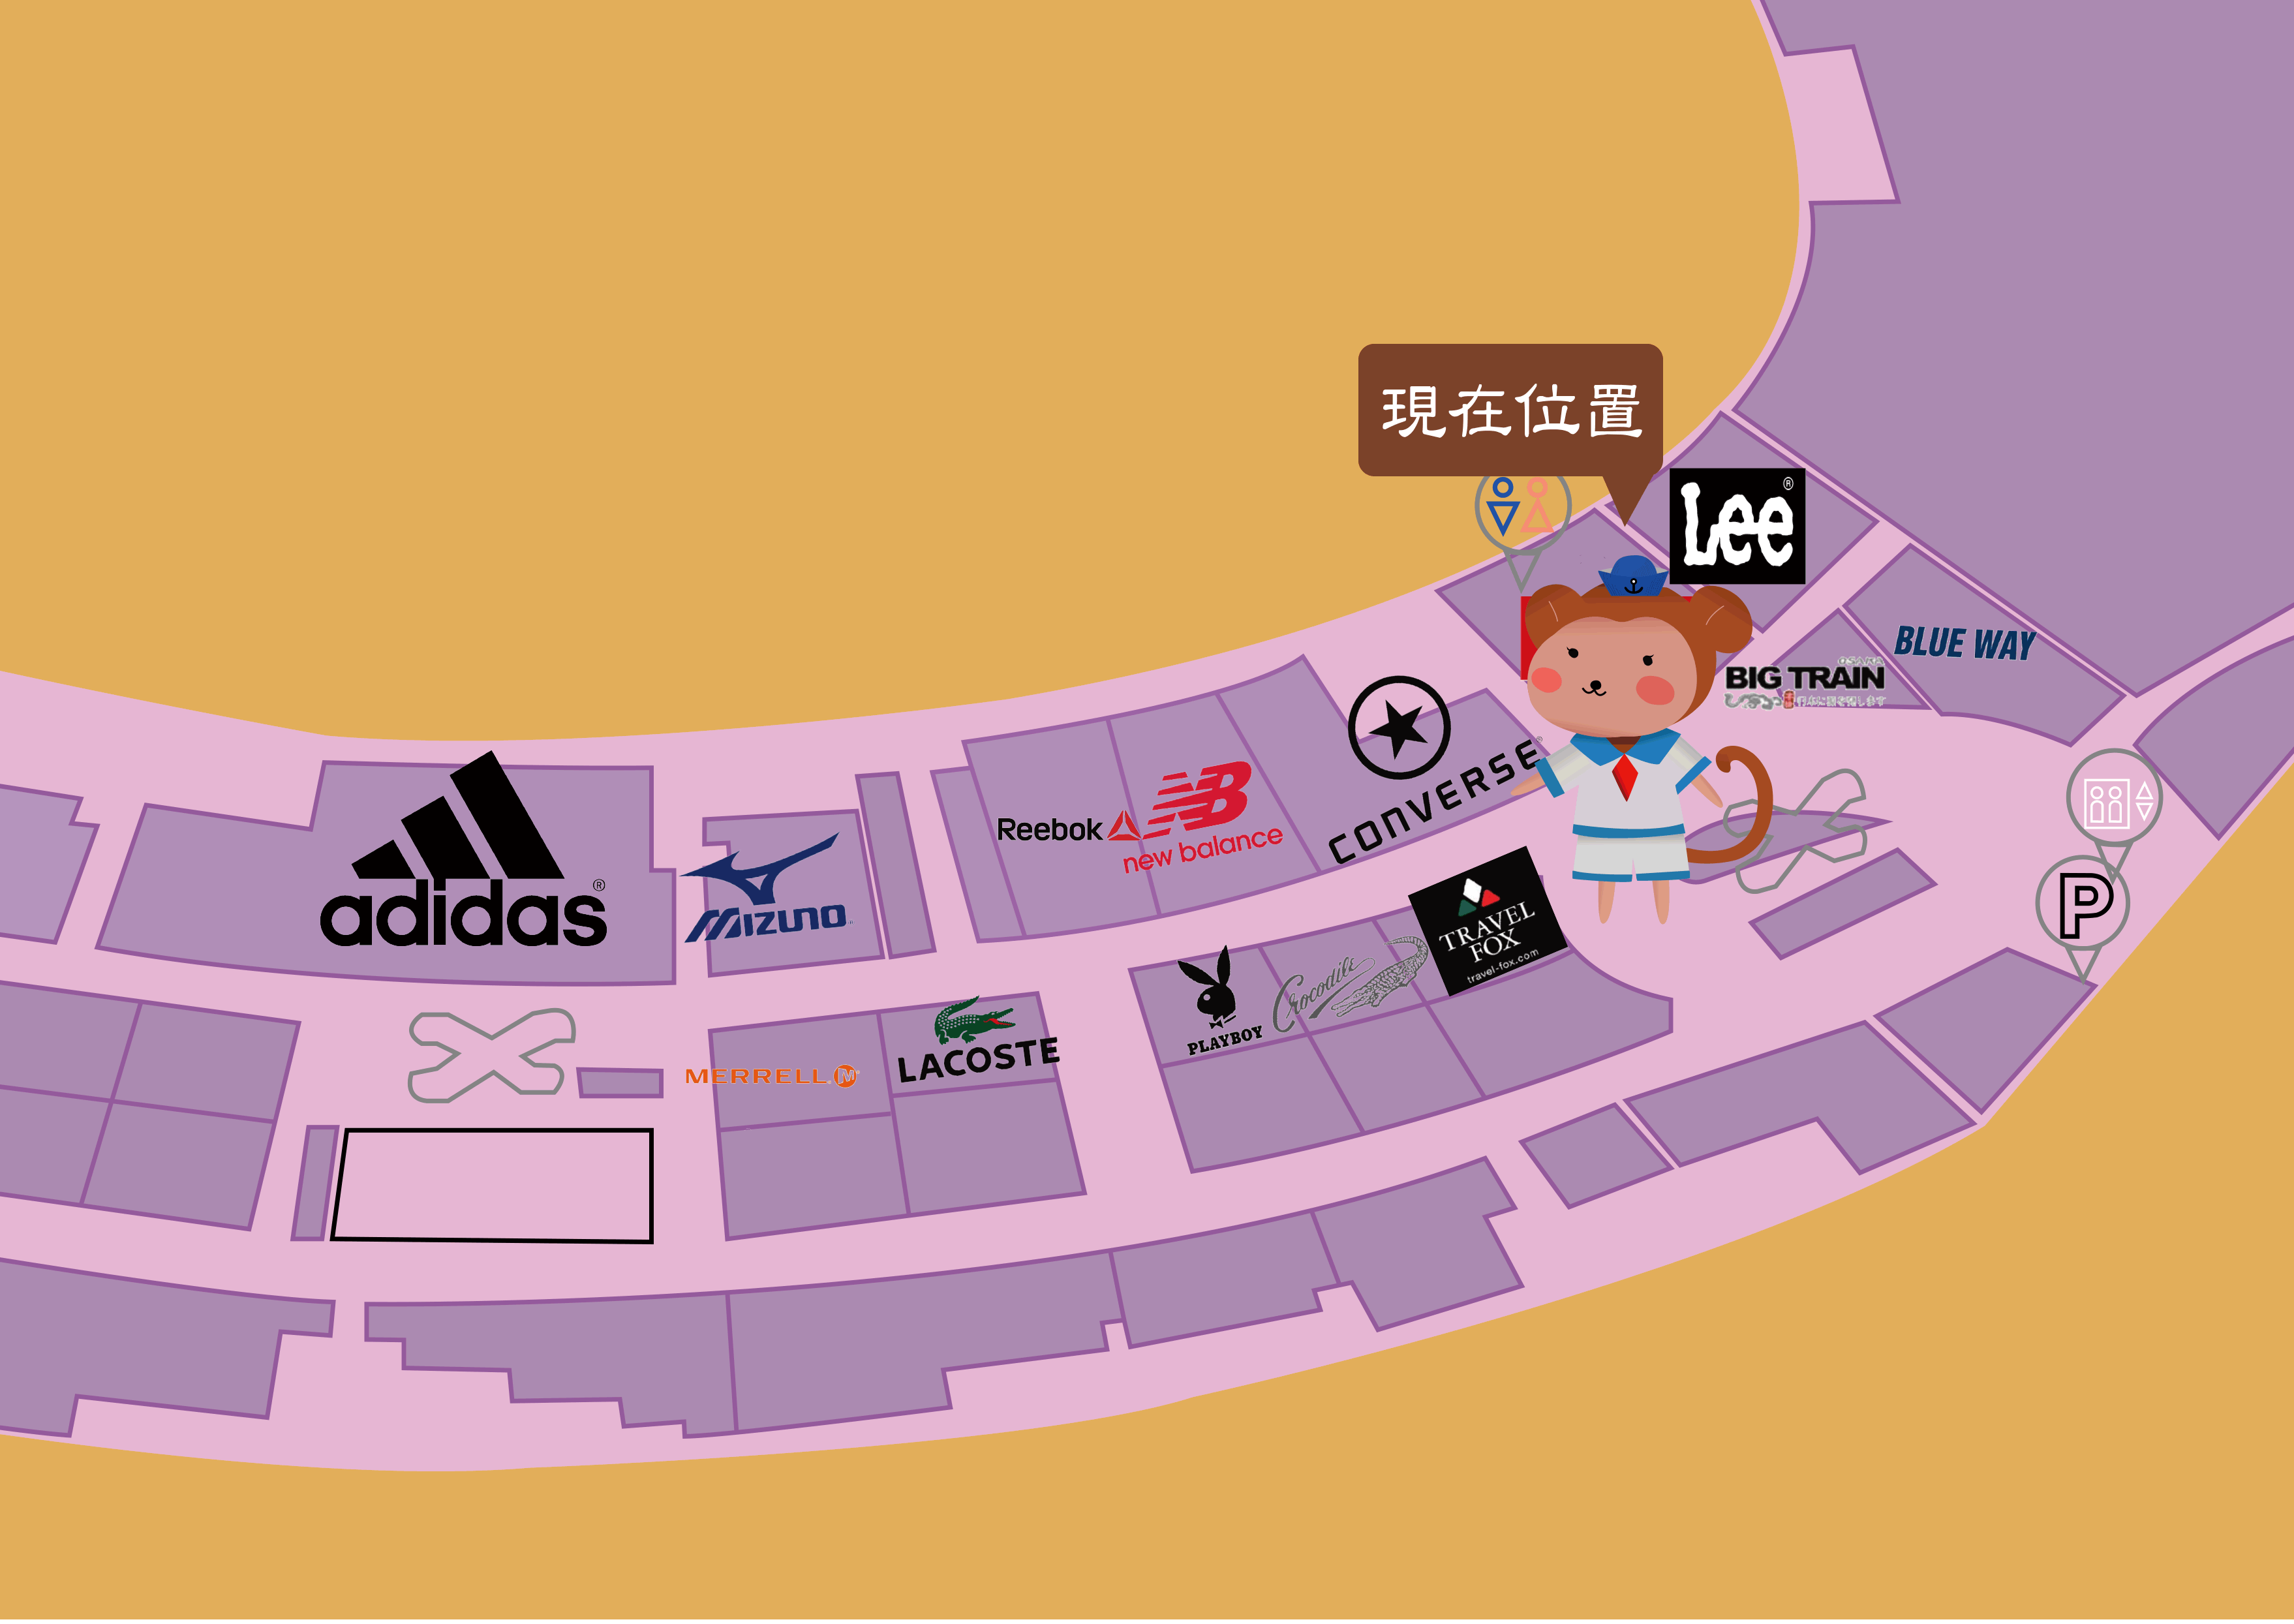 現在位置
Lee®
BLUE WAY
OSAKA
BIG TRAIN
CONVERSE®
Reebok
new balance
adidas®
MIZUNO
TRAVEL
FOX
travel-fox.com
Crocodile
PLAYBOY
LACOSTE
MERRELL
P